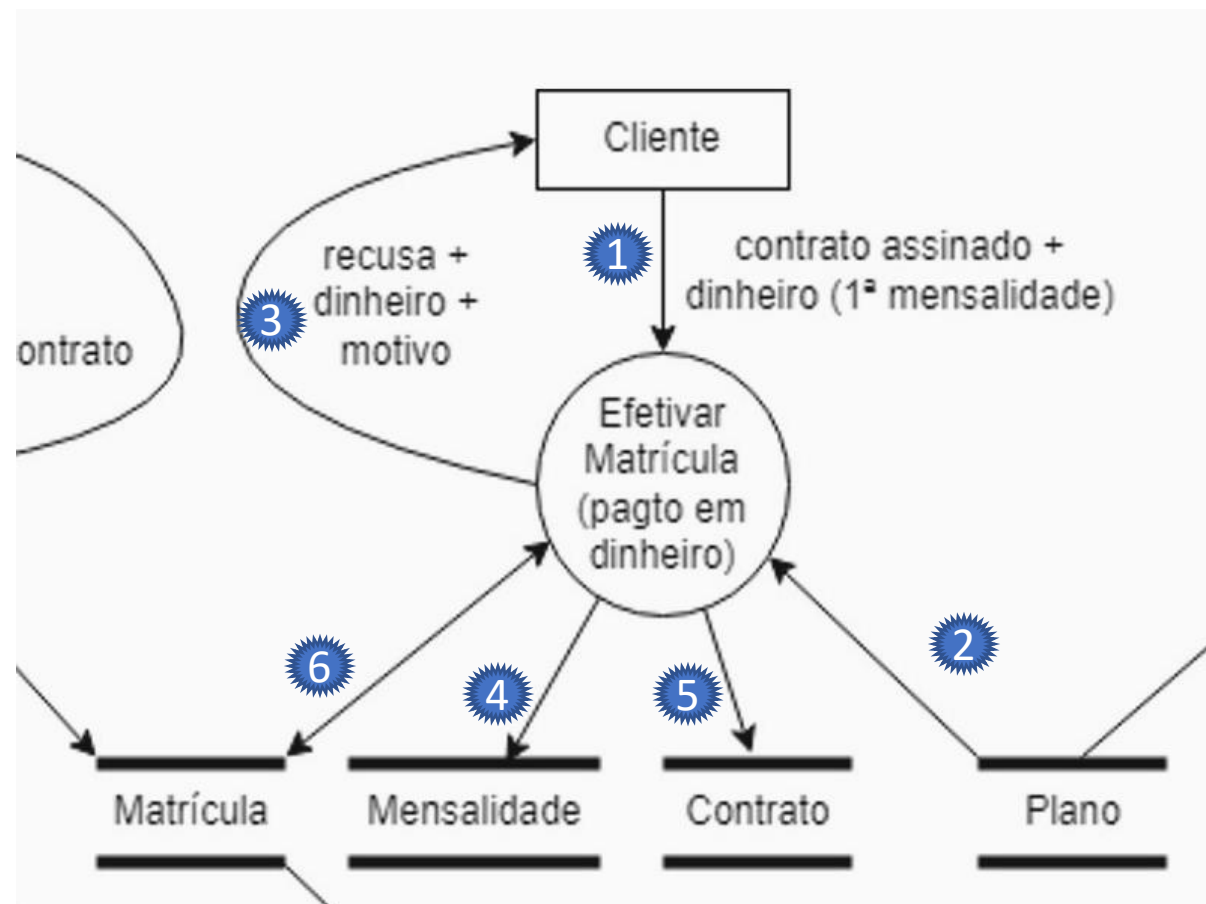 Cliente
1
contrato assinado +
dinheiro (1ª mensalidade)
recusa +
dinheiro +
motivo
3
ontrato
Efetivar
Matrícula
(pagto em
dinheiro)
6
4
5
2
Matrícula
Mensalidade
Contrato
Plano